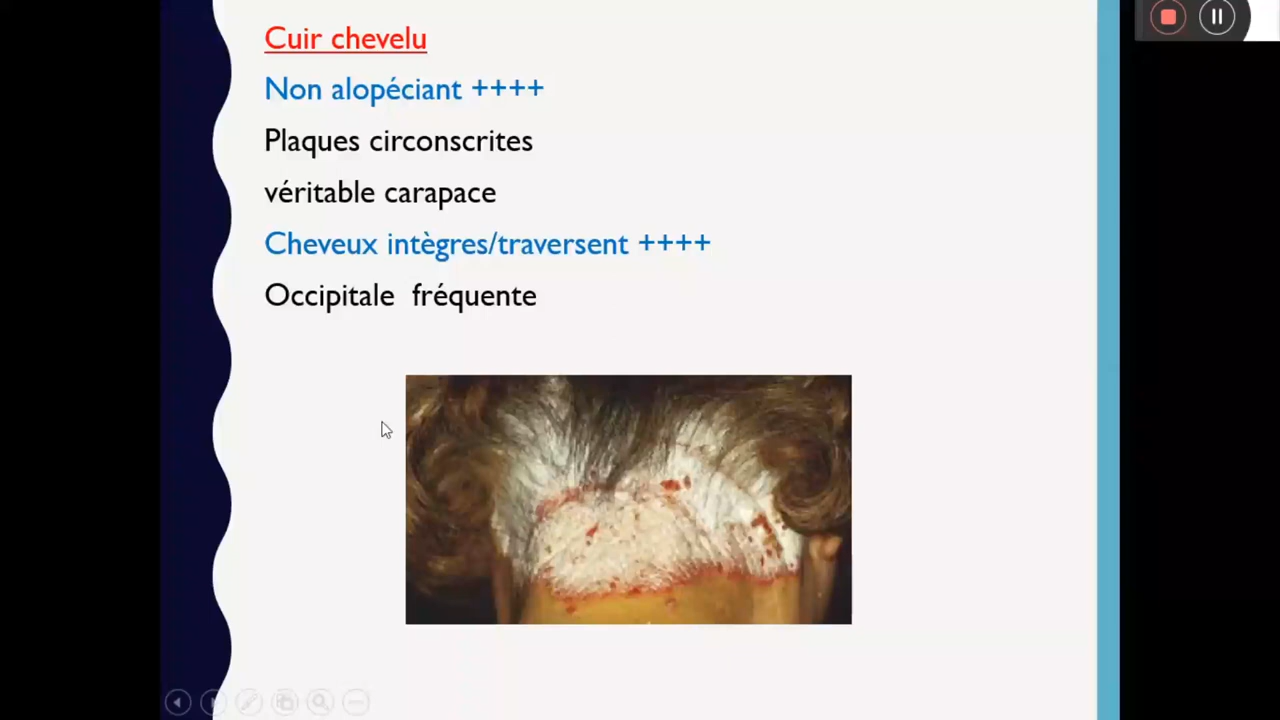 Cuir chevelu
Non alopéciant ++++
Plaques circonscrites
véritable carapace
Cheveux intègres/traversent ++++
Occipitale fréquente